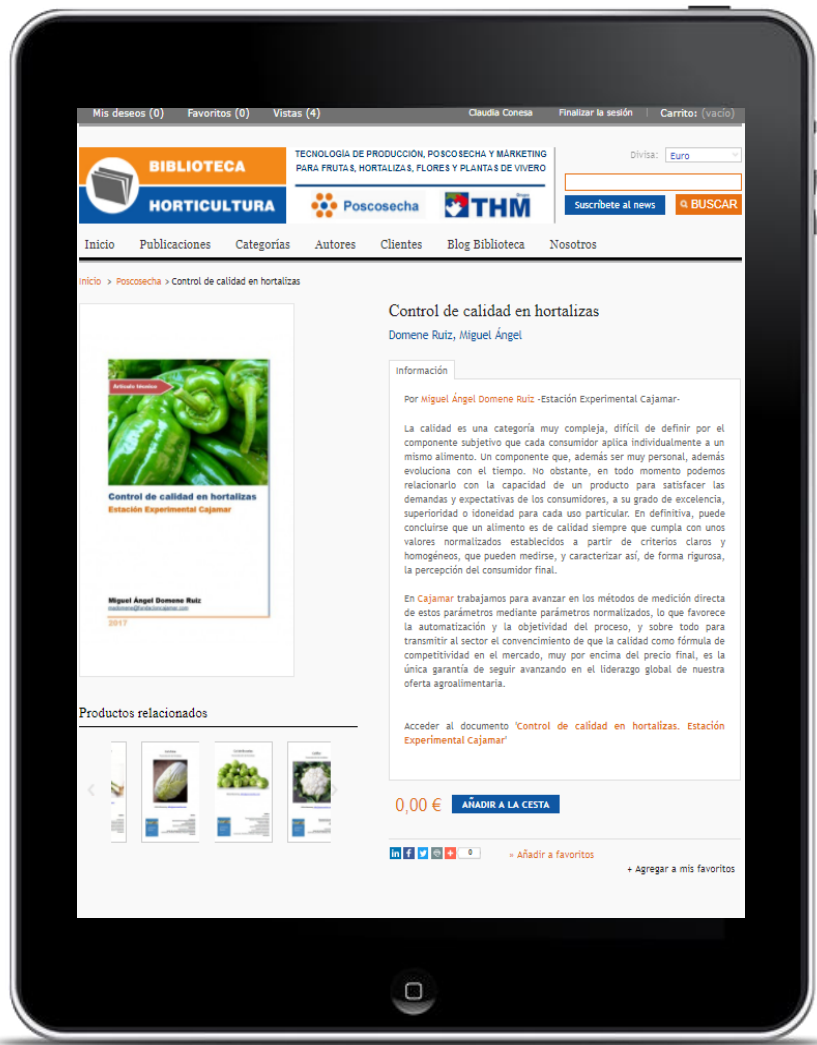 Mis deseos (0) Favoritos (0) Vistas (4) Claudia Conesa Finalizar la sesión | Carrito: (vacío)
BIBLIOTECA
HORTICULTURA
TECNOLOGÍA DE PRODUCCIÓN, POSCOSECHA Y MÁRKETING
PARA FRUTAS, HORTALIZAS, FLORES Y PLANTAS DE VIVERO
Poscosecha
THM
Divisa: Euro
Suscríbete al news BUSCAR
Inicio Publicaciones Categorías Autores Clientes Blog Biblioteca Nosotros
Inicio > Poscosecha > Control de calidad en hortalizas
Artículo técnico
Control de calidad en hortalizas
Estación Experimental Cajamar
Miguel Ángel Domene Ruiz
2017
Control de calidad en hortalizas
Domene Ruiz, Miguel Ángel
Información
Por Miguel Ángel Domene Ruiz -Estación Experimental Cajamar-
La calidad es una categoría muy compleja, difícil de definir por el
componente subjetivo que cada consumidor aplica individualmente a un
mismo alimento. Un componente que, además ser muy personal, además
evoluciona con el tiempo. No obstante, en todo momento podemos
relacionarlo con la capacidad de un producto para satisfacer las
demandas y expectativas de los consumidores, a su grado de excelencia,
superioridad o idoneidad para cada uso particular. En definitiva, puede
concluirse que un alimento es de calidad siempre que cumpla con unos
valores normalizados establecidos a partir de criterios claros y
homogéneos, que pueden medirse, y caracterizar así, de forma rigurosa,
la percepción del consumidor final.
En Cajamar trabajamos para avanzar en los métodos de medición directa
de estos parámetros mediante parámetros normalizados, lo que favorece
la automatización y la objetividad del proceso, y sobre todo para
transmitir al sector el convencimiento de que la calidad como fórmula de
competitividad en el mercado, muy por encima del precio final, es la
única garantía de seguir avanzando en el liderazgo global de nuestra
oferta agroalimentaria.
Acceder al documento 'Control de calidad en hortalizas. Estación
Experimental Cajamar'
Productos relacionados
0,00 € AÑADIR A LA CESTA
in f 0 » Añadir a favoritos
+ Agregar a mis favoritos